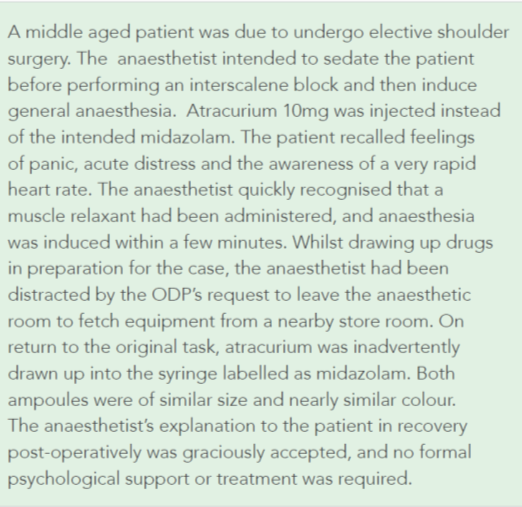 A middle aged patient was due to undergo elective shoulder
surgery. The  anaesthetist intended to sedate the patient
before performing an interscalene block and then induce
general anaesthesia.  Atracurium 10mg was injected instead
of the intended midazolam. The patient recalled feelings
of panic, acute distress and the awareness of a very rapid
heart rate. The anaesthetist quickly recognised that a
muscle relaxant had been administered, and anaesthesia
was induced within a few minutes. Whilst drawing up drugs
in preparation for the case, the anaesthetist had been
distracted by the ODP's request to leave the anaesthetic
room to fetch equipment from a nearby store room. On
return to the original task, atracurium was inadvertently
drawn up into the syringe labelled as midazolam. Both
ampoules were of similar size and nearly similar colour.
The anaesthetist's explanation to the patient in recovery
post-operatively was graciously accepted, and no formal
psychological support or treatment was required.